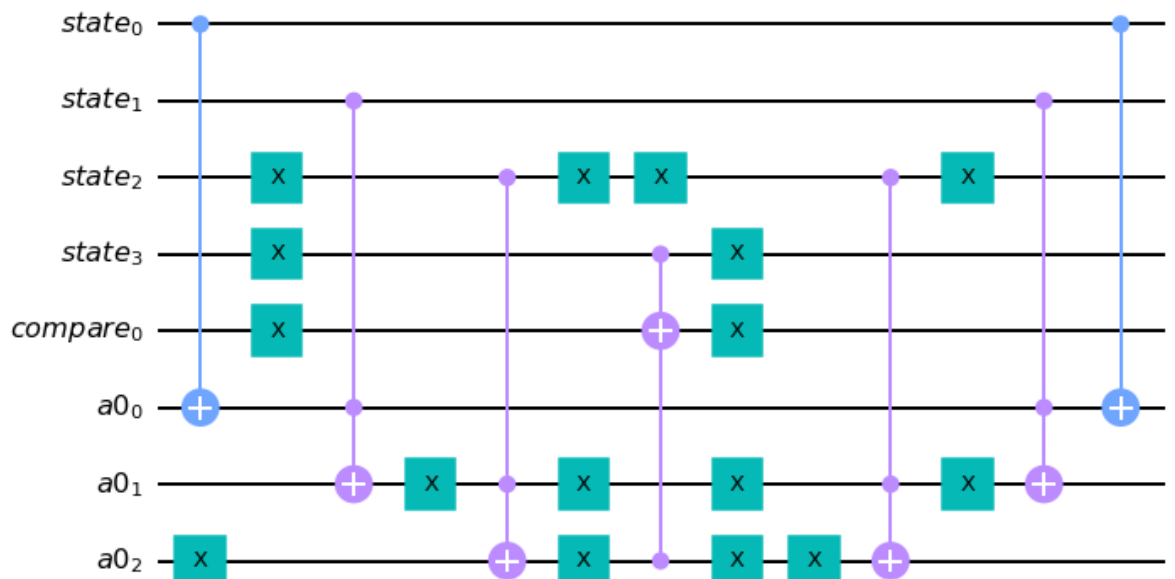 state₀
state₁
X X X
state₂
X X
state₃
X X
compare₀
a0₀
X X X X
a0₁
X X X X
a0₂